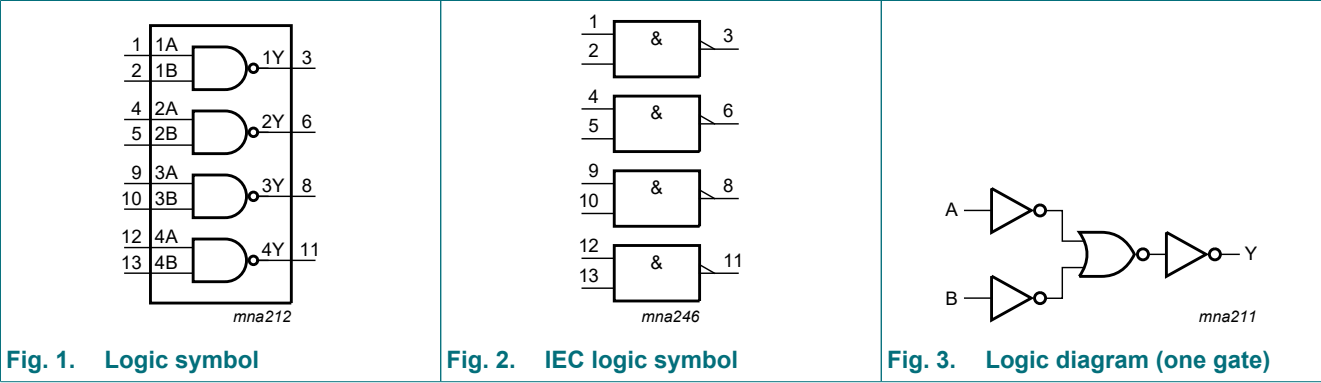 1 1A 1Y 3
2 1B
4 2A 2Y 6
5 2B
9 3A 3Y 8
10 3B
12 4A 4Y 11
13 4B
mna212
Fig. 1. Logic symbol
1 & 3
2
4 & 6
5
9 & 8
10
12 & 11
13
mna246
Fig. 2. IEC logic symbol
A
Y
B
mna211
Fig. 3. Logic diagram (one gate)